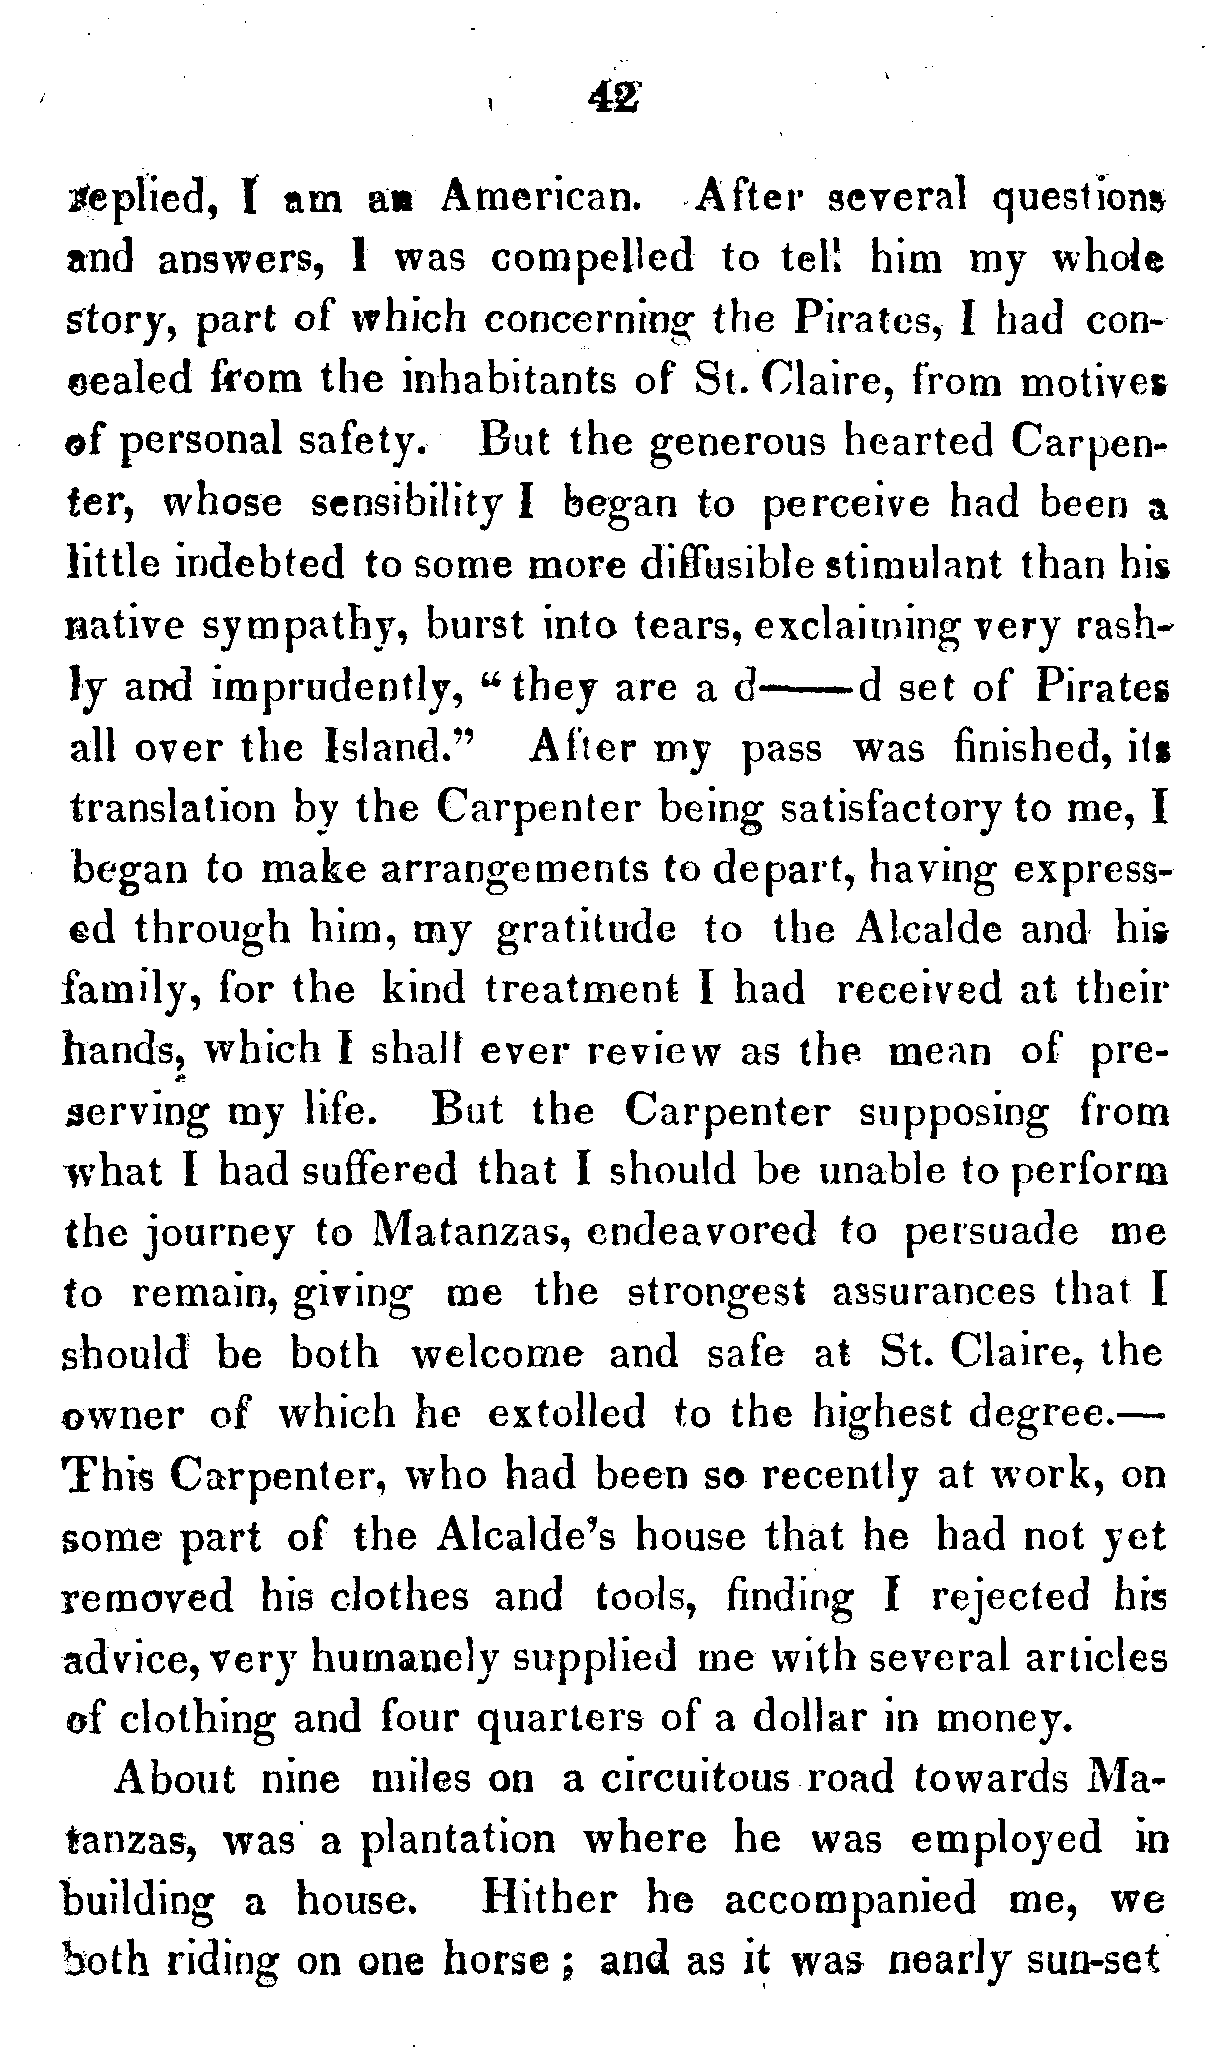 42
replied, I am an American. After several questions
and answers, I was compelled to tell him my whole
story, part of which concerning the Pirates, I had con-
cealed from the inhabitants of St. Claire, from motives
of personal safety. But the generous hearted Carpen-
ter, whose sensibility I began to perceive had been a
little indebted to some more diffusible stimulant than his
native sympathy, burst into tears, exclaiming very rash-
ly and imprudently, “they are a d——d set of Pirates
all over the Island.” After my pass was finished, its
translation by the Carpenter being satisfactory to me, I
began to make arrangements to depart, having express-
ed through him, my gratitude to the Alcalde and his
family, for the kind treatment I had received at their
hands, which I shall ever review as the mean of pre-
serving my life. But the Carpenter supposing from
what I had suffered that I should be unable to perform
the journey to Matanzas, endeavored to persuade me
to remain, giving me the strongest assurances that I
should be both welcome and safe at St. Claire, the
owner of which he extolled to the highest degree.—
This Carpenter, who had been so recently at work, on
some part of the Alcalde’s house that he had not yet
removed his clothes and tools, finding I rejected his
advice, very humanely supplied me with several articles
of clothing and four quarters of a dollar in money.
About nine miles on a circuitous road towards Ma-
tanzas, was a plantation where he was employed in
building a house. Hither he accompanied me, we
both riding on one horse; and as it was nearly sun-set